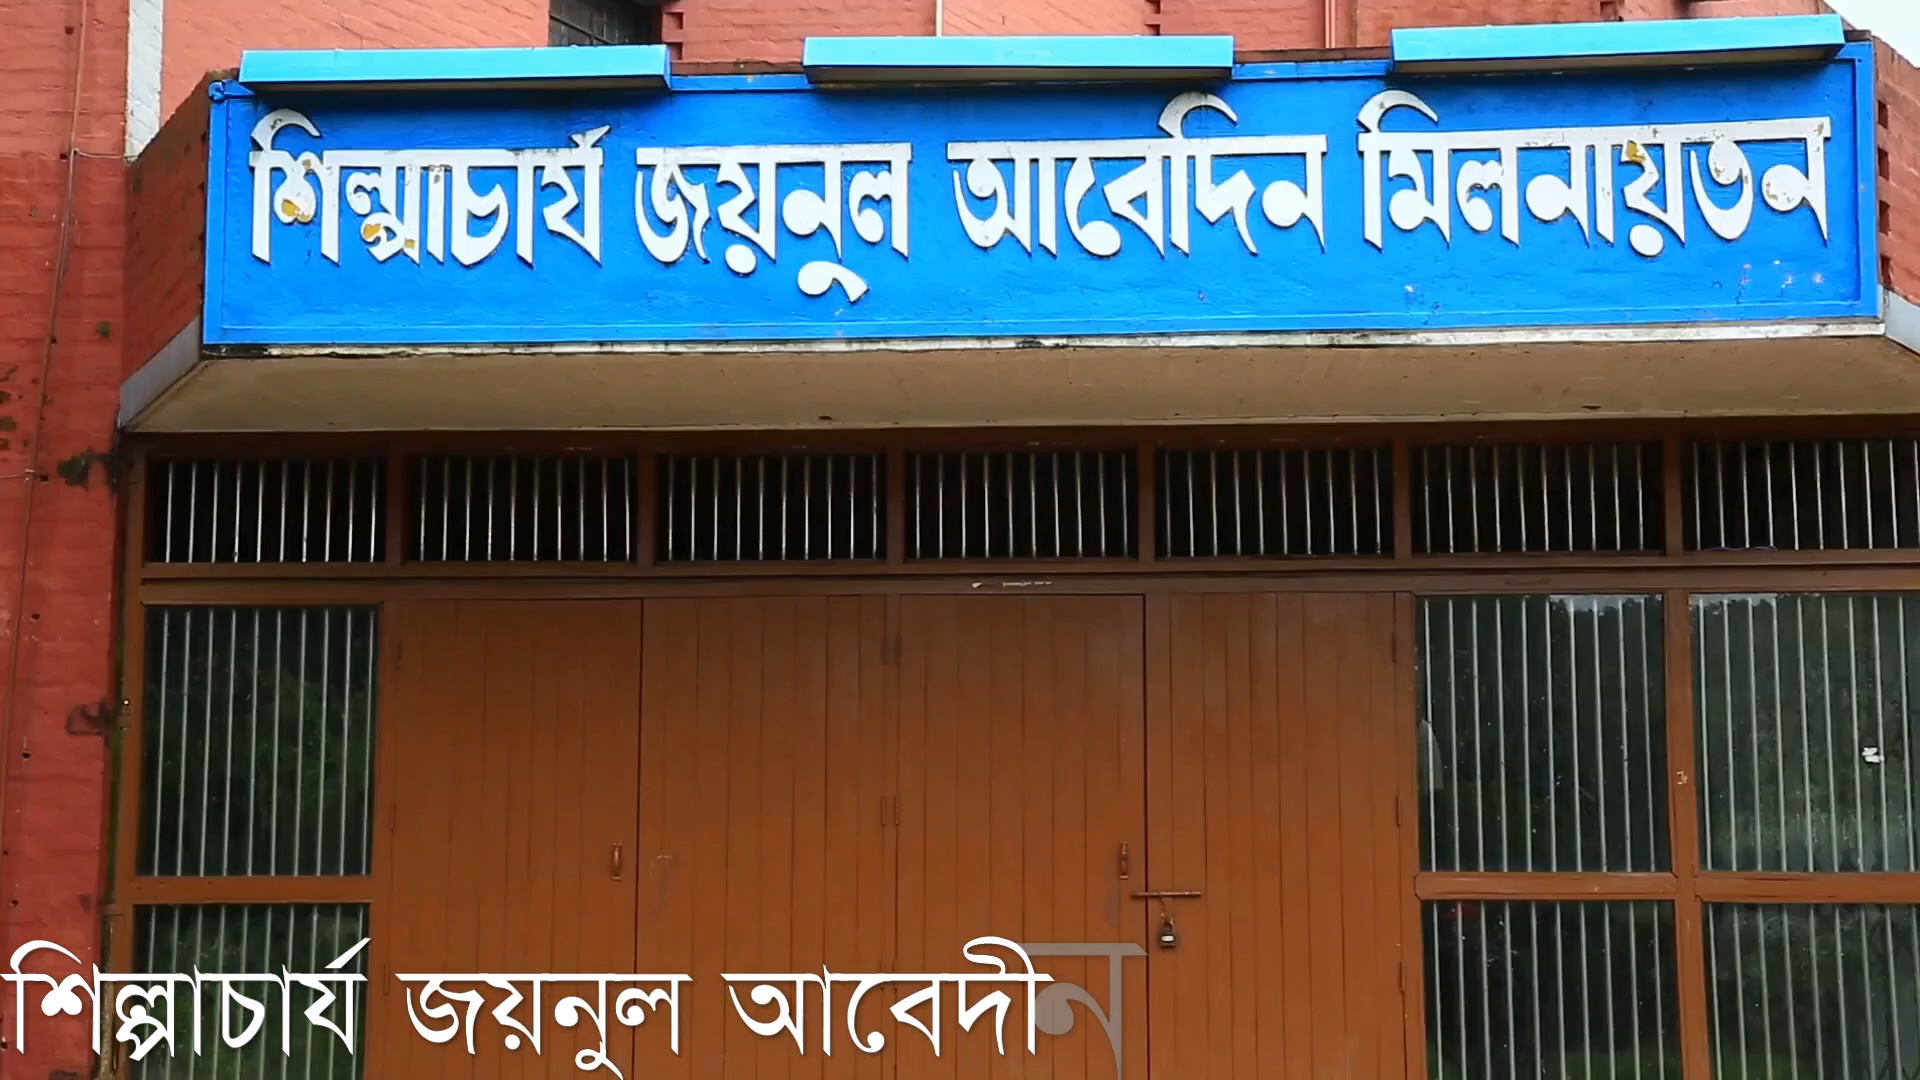 শিল্পাচার্য জয়নুল আবেদিন মিলনায়তন
শিল্পাচার্য জয়নুল আবেদীন